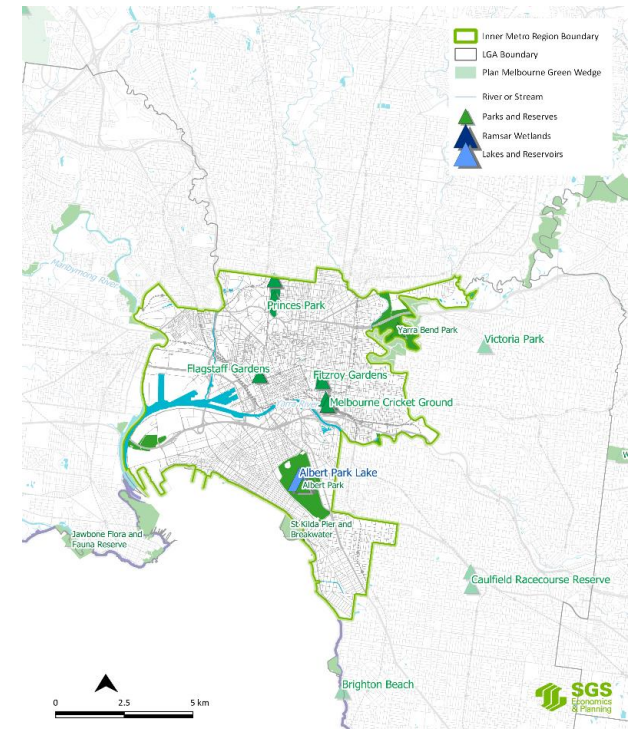 Inner Metro Region Boundary
LGA Boundary
Plan Melbourne Green Wedge
River or Stream
Parks and Reserves
Ramsar Wetlands
Lakes and Reservoirs
Maribyrnong River
Princes Park
Yarra Bend Park
Victoria Park
Flagstaff Gardens
Fitzroy Gardens
Melbourne Cricket Ground
Albert Park Lake
Albert Park
St Kilda Pier and
Breakwater
Jawbone Flora and
Fauna Reserve
Caulfield Racecourse Reserve
Brighton Beach
W
0 2.5 5 km
SGS
Economics
& Planning